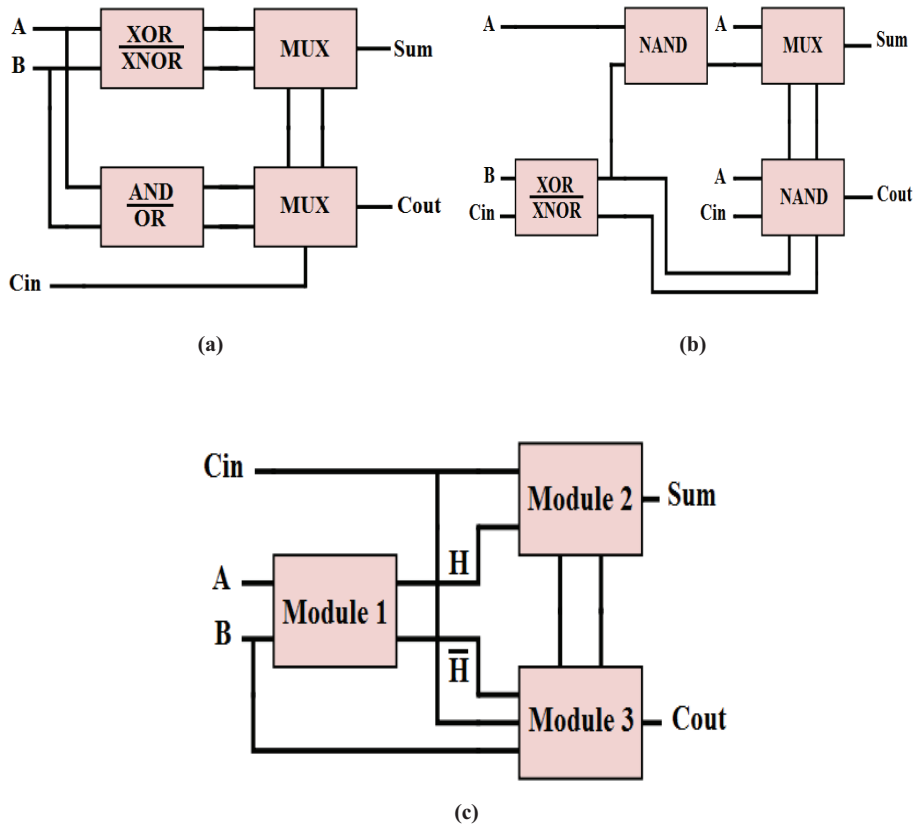 A
B
XOR
XNOR
MUX
Sum
AND
OR
MUX
Cout
Cin
(a)
A
NAND
A
MUX
Sum
B
Cin
XOR
XNOR
A
Cin
NAND
Cout
(b)
Cin
Module 2
Sum
A
B
Module 1
H
H̅
Module 3
Cout
(c)